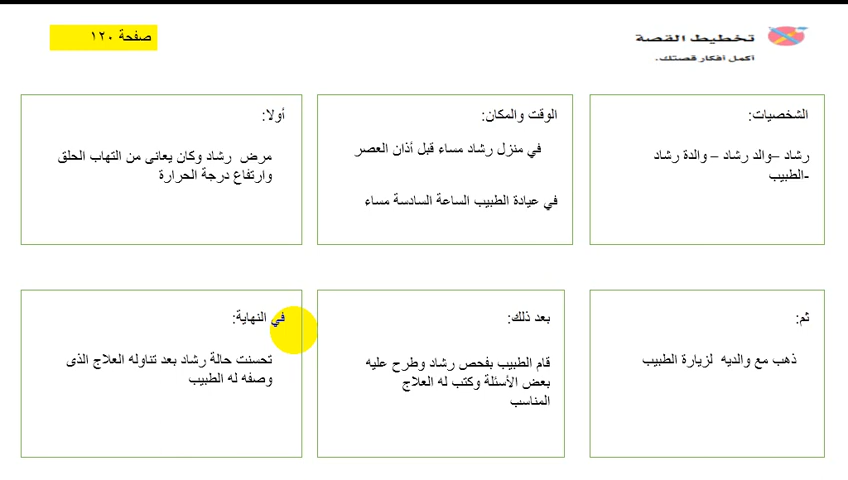 تخطيط القصة
صفحة ١٢٠
أكمل أفكار قصتك.
الشخصيات:
رشاد –والد رشاد – والدة رشاد
-الطبيب
الوقت والمكان:
في منزل رشاد مساء قبل أذان العصر
في عيادة الطبيب الساعة السادسة مساء
أولا:
مرض رشاد وكان يعانى من التهاب الحلق
وارتفاع درجة الحرارة
ثم:
ذهب مع والديه لزيارة الطبيب
بعد ذلك:
قام الطبيب بفحص رشاد وطرح عليه
بعض الأسئلة وكتب له العلاج
المناسب
في النهاية:
تحسنت حالة رشاد بعد تناوله العلاج الذى
وصفه له الطبيب